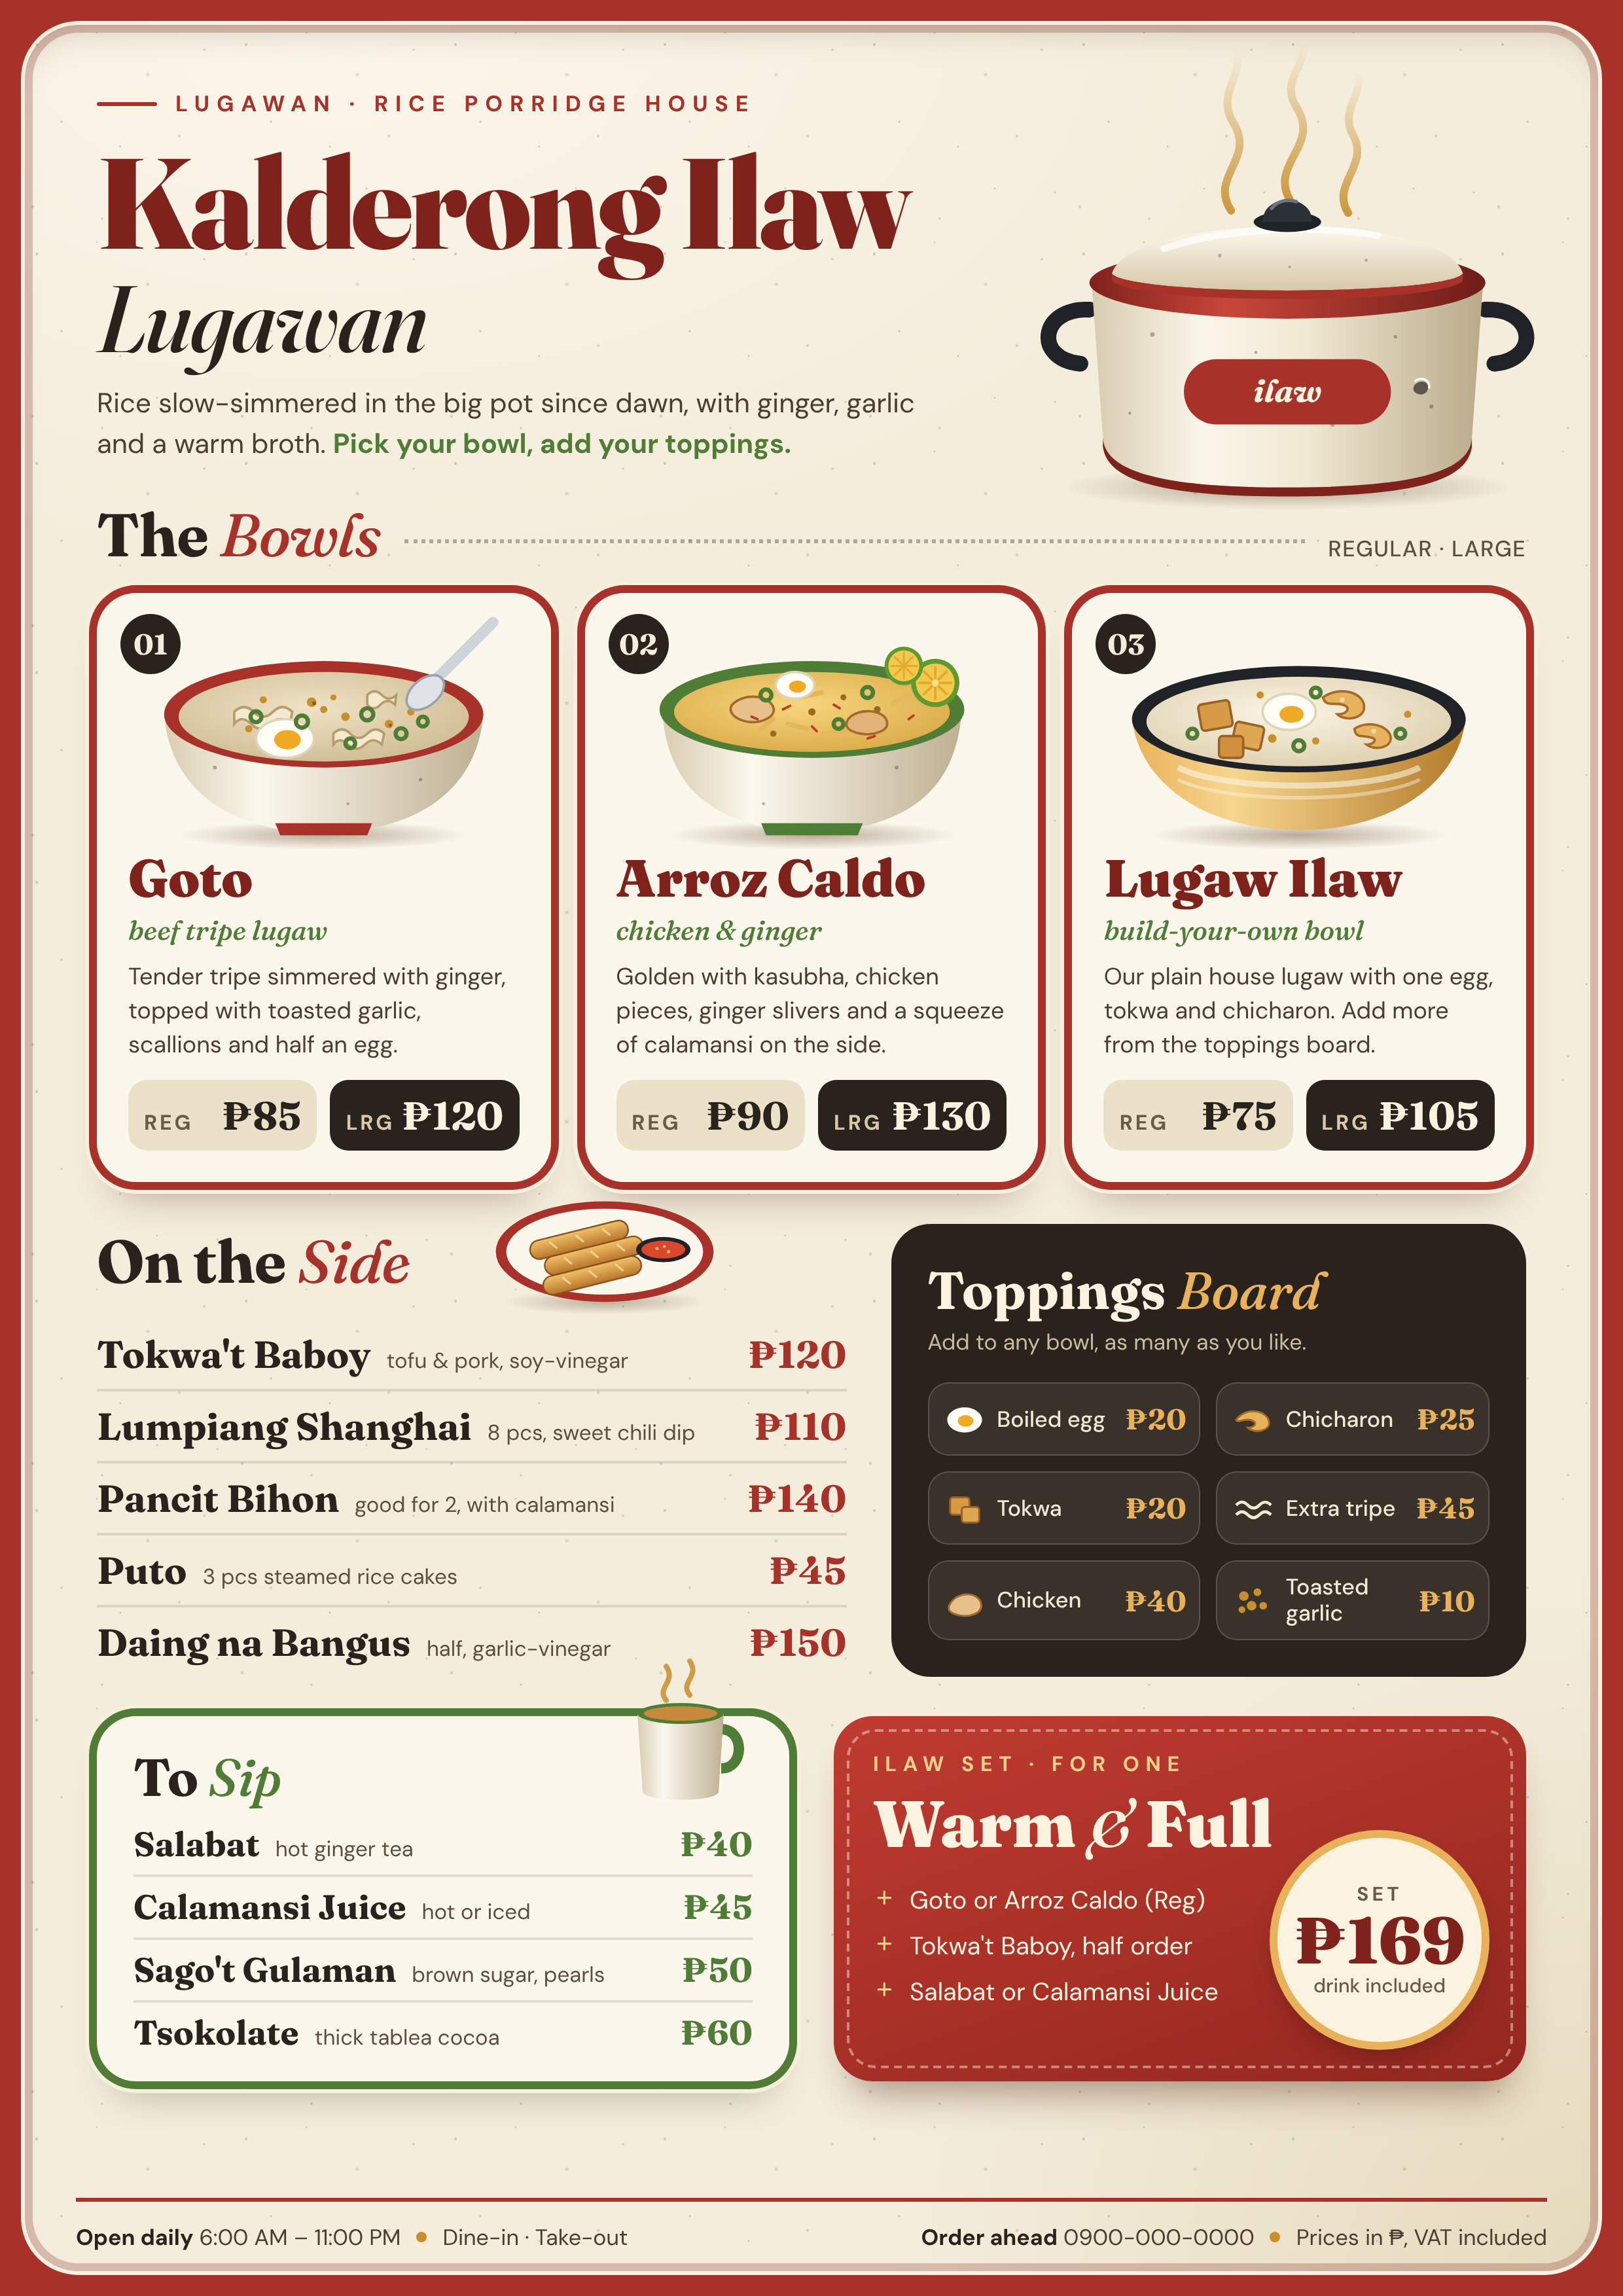 LUGAWAN · RICE PORRIDGE HOUSE
Kalderong Ilaw
Lugawan
Rice slow-simmered in the big pot since dawn, with ginger, garlic
and a warm broth. Pick your bowl, add your toppings.
ilaw
The Bowls
REGULAR · LARGE
01
Goto
beef tripe lugaw
Tender tripe simmered with ginger,
topped with toasted garlic,
scallions and half an egg.
REG ₱85 LRG ₱120
02
Arroz Caldo
chicken & ginger
Golden with kasubha, chicken
pieces, ginger slivers and a squeeze
of calamansi on the side.
REG ₱90 LRG ₱130
03
Lugaw Ilaw
build-your-own bowl
Our plain house lugaw with one egg,
tokwa and chicharon. Add more
from the toppings board.
REG ₱75 LRG ₱105
On the Side
Tokwa't Baboy tofu & pork, soy-vinegar ₱120
Lumpiang Shanghai 8 pcs, sweet chili dip ₱110
Pancit Bihon good for 2, with calamansi ₱140
Puto 3 pcs steamed rice cakes ₱45
Daing na Bangus half, garlic-vinegar ₱150
Toppings Board
Add to any bowl, as many as you like.
Boiled egg ₱20
Chicharon ₱25
Tokwa ₱20
Extra tripe ₱45
Chicken ₱40
Toasted
garlic ₱10
To Sip
Salabat hot ginger tea ₱40
Calamansi Juice hot or iced ₱45
Sago't Gulaman brown sugar, pearls ₱50
Tsokolate thick tablea cocoa ₱60
ILAW SET · FOR ONE
Warm & Full
+ Goto or Arroz Caldo (Reg)
+ Tokwa't Baboy, half order
+ Salabat or Calamansi Juice
SET
₱169
drink included
Open daily 6:00 AM – 11:00 PM • Dine-in · Take-out
Order ahead 0900-000-0000 • Prices in ₱, VAT included